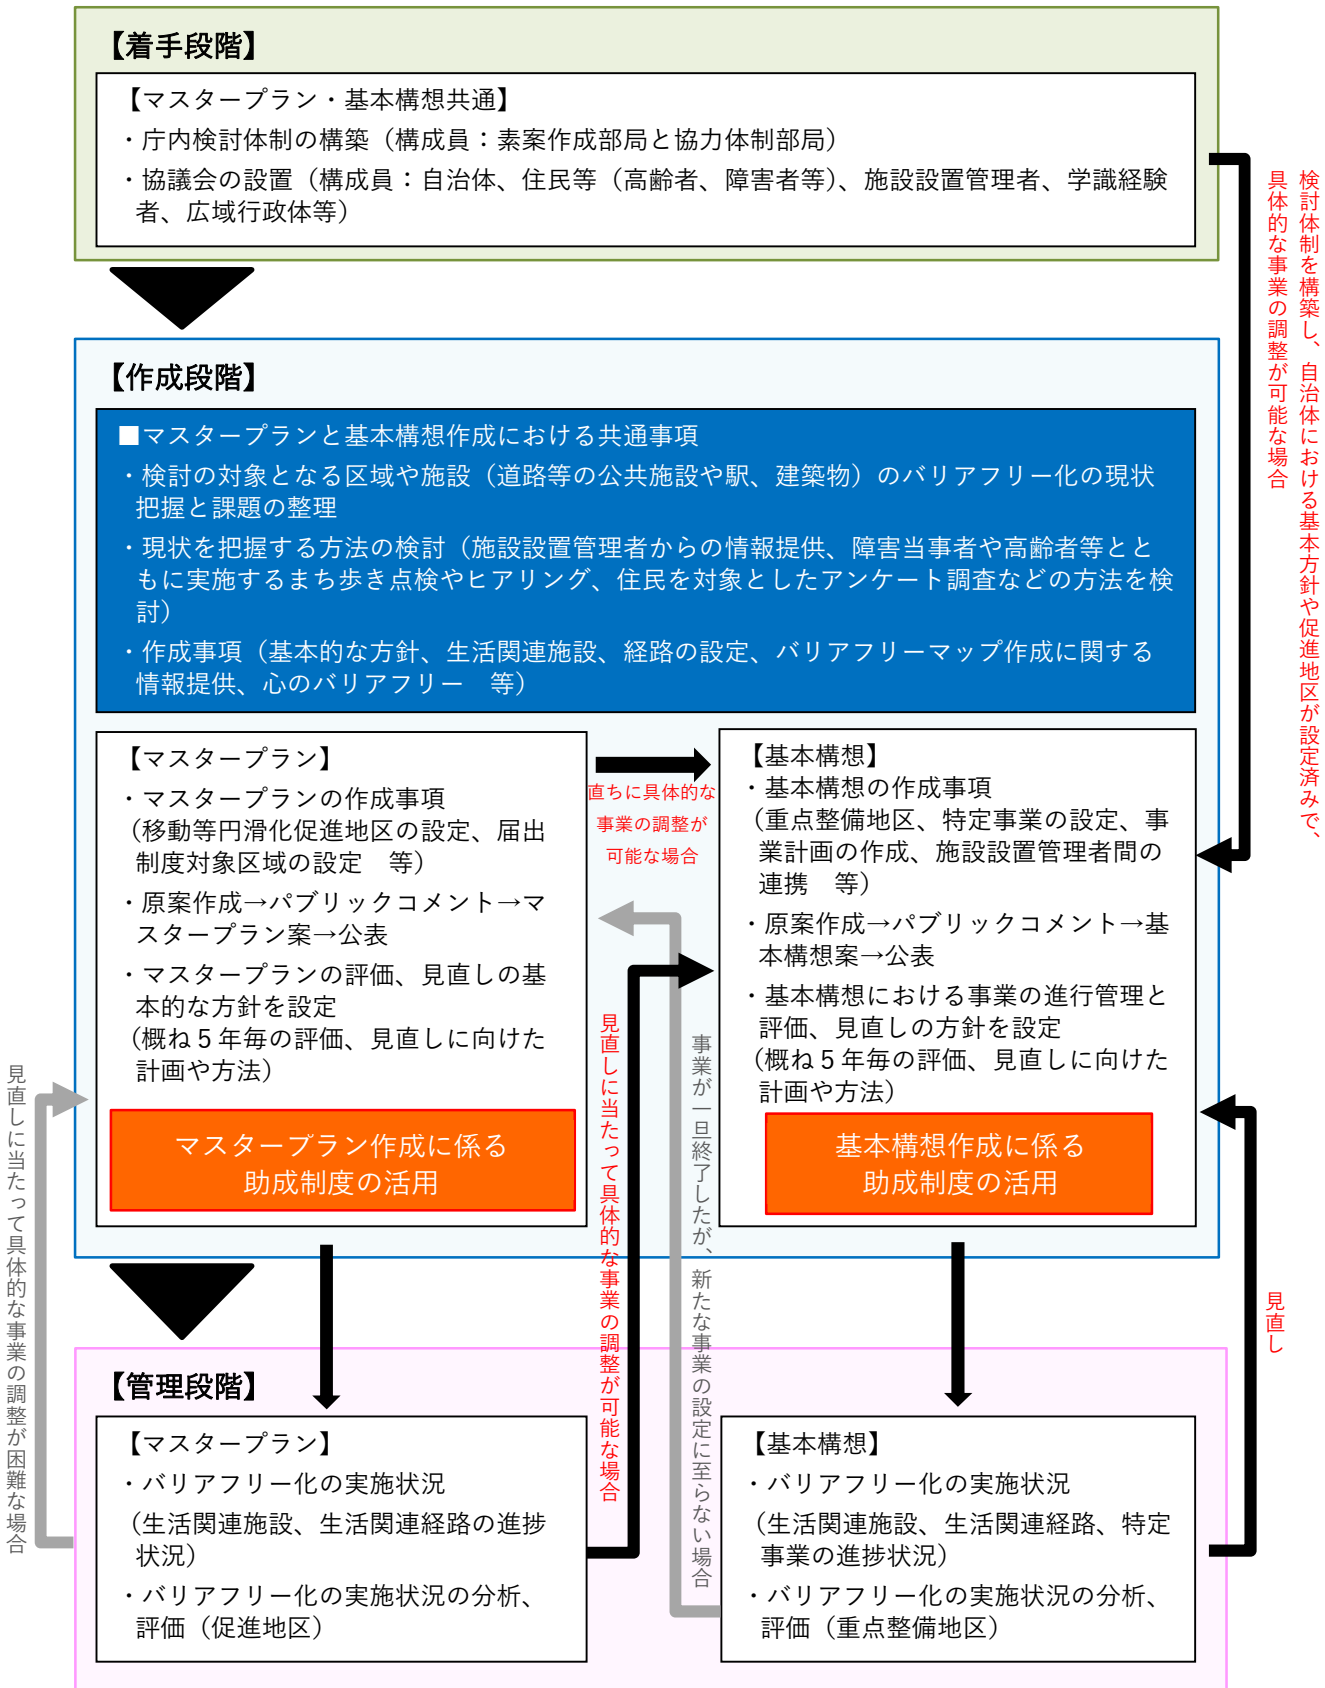 【着手段階】
【マスタープラン・基本構想共通】
・庁内検討体制の構築（構成員：素案作成部局と協力体制部局）
・協議会の設置（構成員：自治体、住民等（高齢者、障害者等）、施設設置管理者、学識経験
者、広域行政体等）
検討体制を構築し、自治体における基本方針や促進地区が設定済みで、
具体的な事業の調整が可能な場合
【作成段階】
■マスタープランと基本構想作成における共通事項
・検討の対象となる区域や施設（道路等の公共施設や駅、建築物）のバリアフリー化の現状
把握と課題の整理
・現状を把握する方法の検討（施設設置管理者からの情報提供、障害当事者や高齢者等とと
もに実施するまち歩き点検やヒアリング、住民を対象としたアンケート調査などの方法を検
討）
・作成事項（基本的な方針、生活関連施設、経路の設定、バリアフリーマップ作成に関する
情報提供、心のバリアフリー　等）
【マスタープラン】
・マスタープランの作成事項
（移動等円滑化促進地区の設定、届出
制度対象区域の設定　等）
・原案作成→パブリックコメント→マ
スタープラン案→公表
・マスタープランの評価、見直しの基
本的な方針を設定
（概ね５年毎の評価、見直しに向けた
計画や方法）
マスタープラン作成に係る
助成制度の活用
直ちに具体的な
事業の調整が
可能な場合
【基本構想】
・基本構想の作成事項
（重点整備地区、特定事業の設定、事
業計画の作成、施設設置管理者間の
連携　等）
・原案作成→パブリックコメント→基
本構想案→公表
・基本構想における事業の進行管理と
評価、見直しの方針を設定
（概ね５年毎の評価、見直しに向けた
計画や方法）
基本構想作成に係る
助成制度の活用
見直しに当たって具体的な事業の調整が困難な場合
見直しに当たって具体的な事業の調整が可能な場合
事業が一旦終了したが、新たな事業の設定に至らない場合
見直し
【管理段階】
【マスタープラン】
・バリアフリー化の実施状況
（生活関連施設、生活関連経路の進捗
状況）
・バリアフリー化の実施状況の分析、
評価（促進地区）
【基本構想】
・バリアフリー化の実施状況
（生活関連施設、生活関連経路、特定
事業の進捗状況）
・バリアフリー化の実施状況の分析、
評価（重点整備地区）